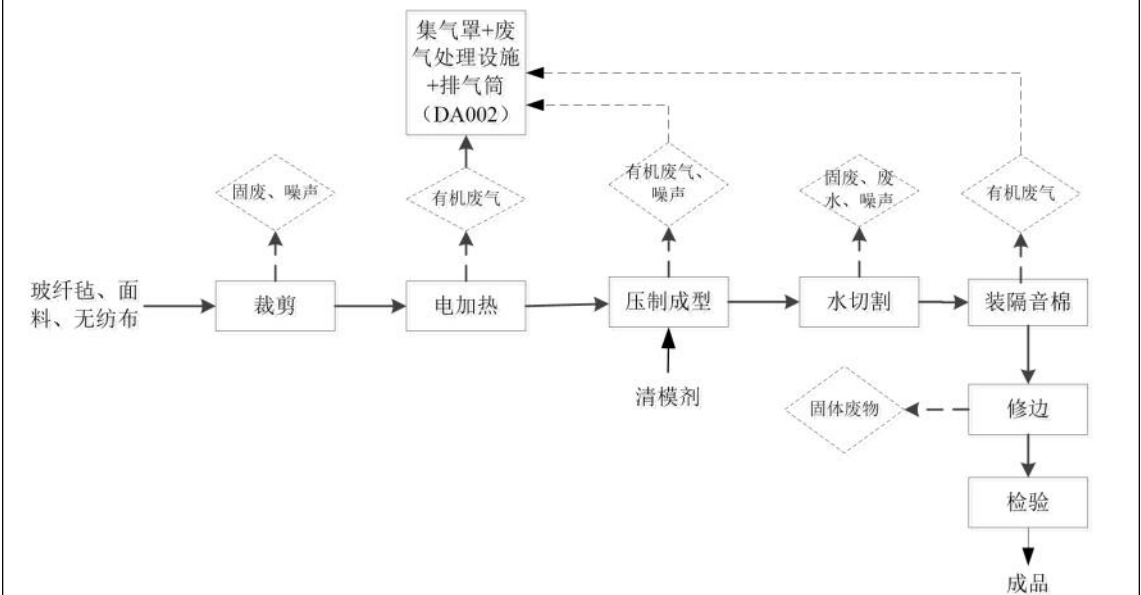 集气罩+废
气处理设施
+排气筒
（DA002）
固废、噪声
有机废气
有机废气、
噪声
固废、废
水、噪声
有机废气
玻纤毡、面
料、无纺布
裁剪
电加热
压制成型
水切割
装隔音棉
清模剂
固体废物
修边
检验
成品